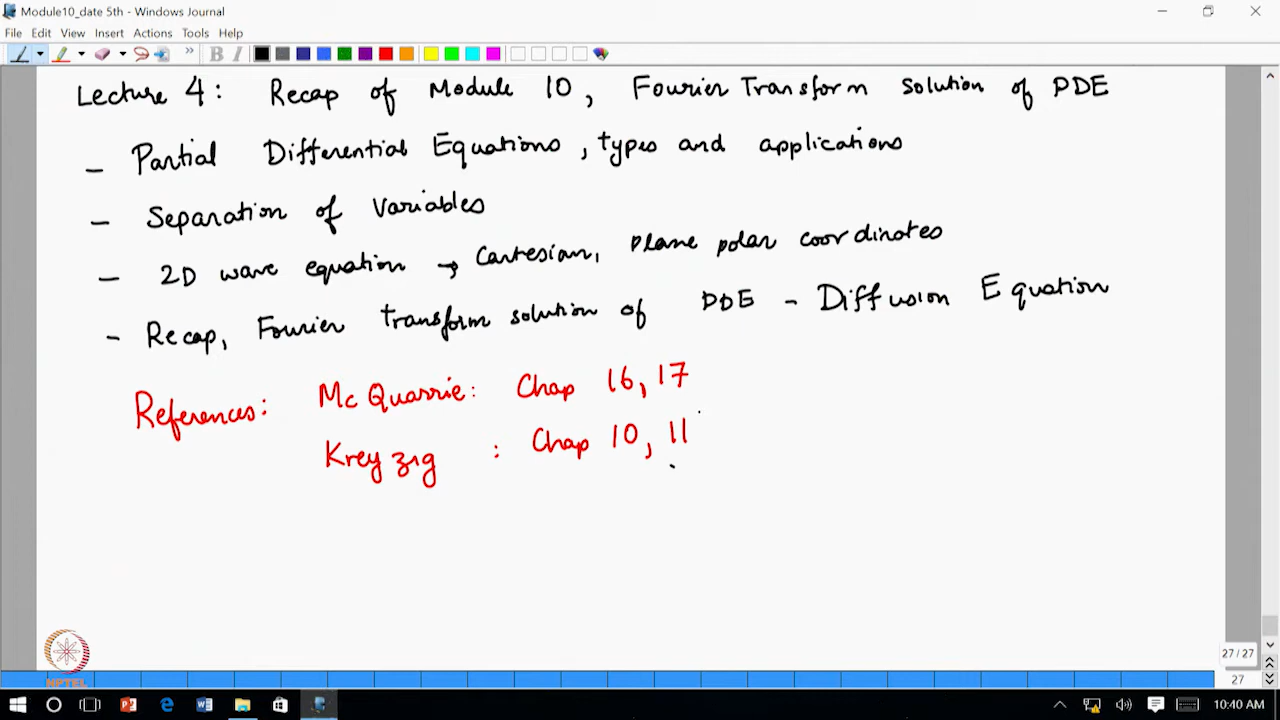 Module10_date 5th - Windows Journal
File Edit View Insert Actions Tools Help
Lecture 4: Recap of Module 10, Fourier Transform solution of PDE
- Partial Differential Equations, types and applications
- Separation of Variables
- 2D wave equation → Cartesian, plane polar coordinates
- Recap, Fourier transform solution of PDE - Diffusion Equation
References: McQuarrie: Chap 16, 17
Kreyzig : Chap 10, 11
NPTEL
27 / 27
27
10:40 AM